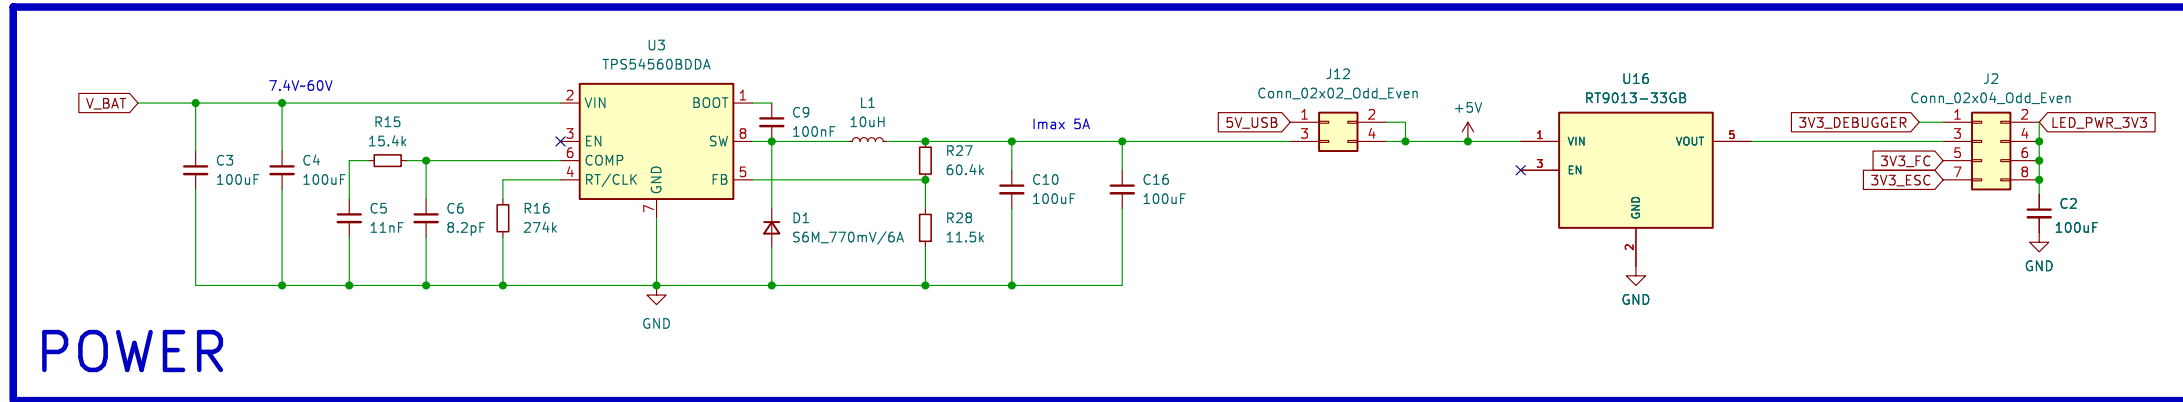 U3
TPS54560BDDA
7.4V~60V
V_BAT
2
VIN
BOOT
1
3
EN
SW
8
6
COMP
4
RT/CLK
FB
5
GND
7
R15
15.4k
C3
100uF
C4
100uF
C5
11nF
C6
8.2pF
R16
274k
C9
100nF
L1
10uH
D1
S6M_770mV/6A
R27
60.4k
R28
11.5k
Imax 5A
C10
100uF
C16
100uF
GND
J12
Conn_02x02_Odd_Even
5V_USB
1
2
3
4
+5V
U16
RT9013-33GB
1
VIN
VOUT
5
3
EN
GND
2
GND
J2
Conn_02x04_Odd_Even
3V3_DEBUGGER
1
2
LED_PWR_3V3
3
4
3V3_FC
5
6
3V3_ESC
7
8
C2
100uF
GND
POWER